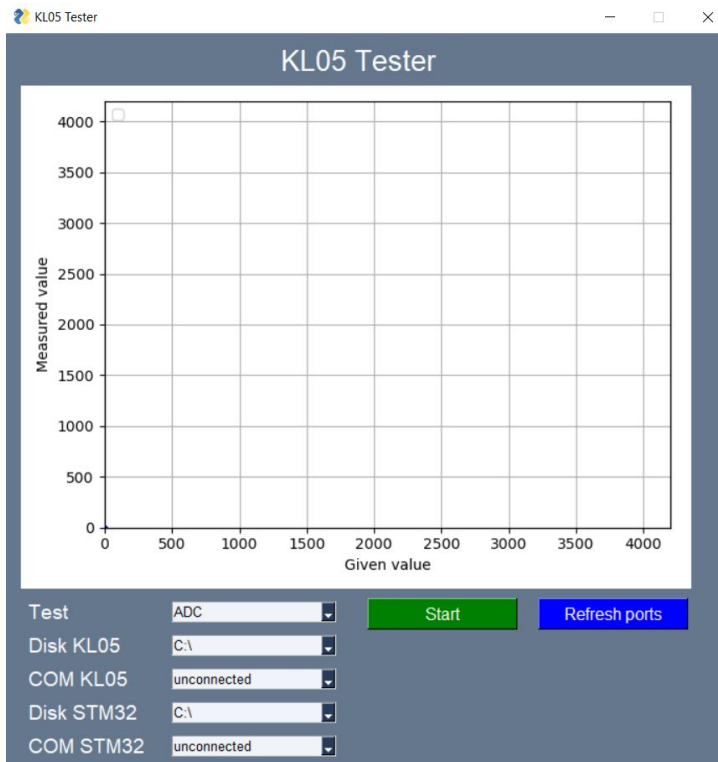 KL05 Tester
KL05 Tester
4000
3500
3000
2500
2000
1500
1000
500
0
Measured value
0 500 1000 1500 2000 2500 3000 3500 4000
Given value
Test ADC Start Refresh ports
Disk KL05 C:\
COM KL05 unconnected
Disk STM32 C:\
COM STM32 unconnected